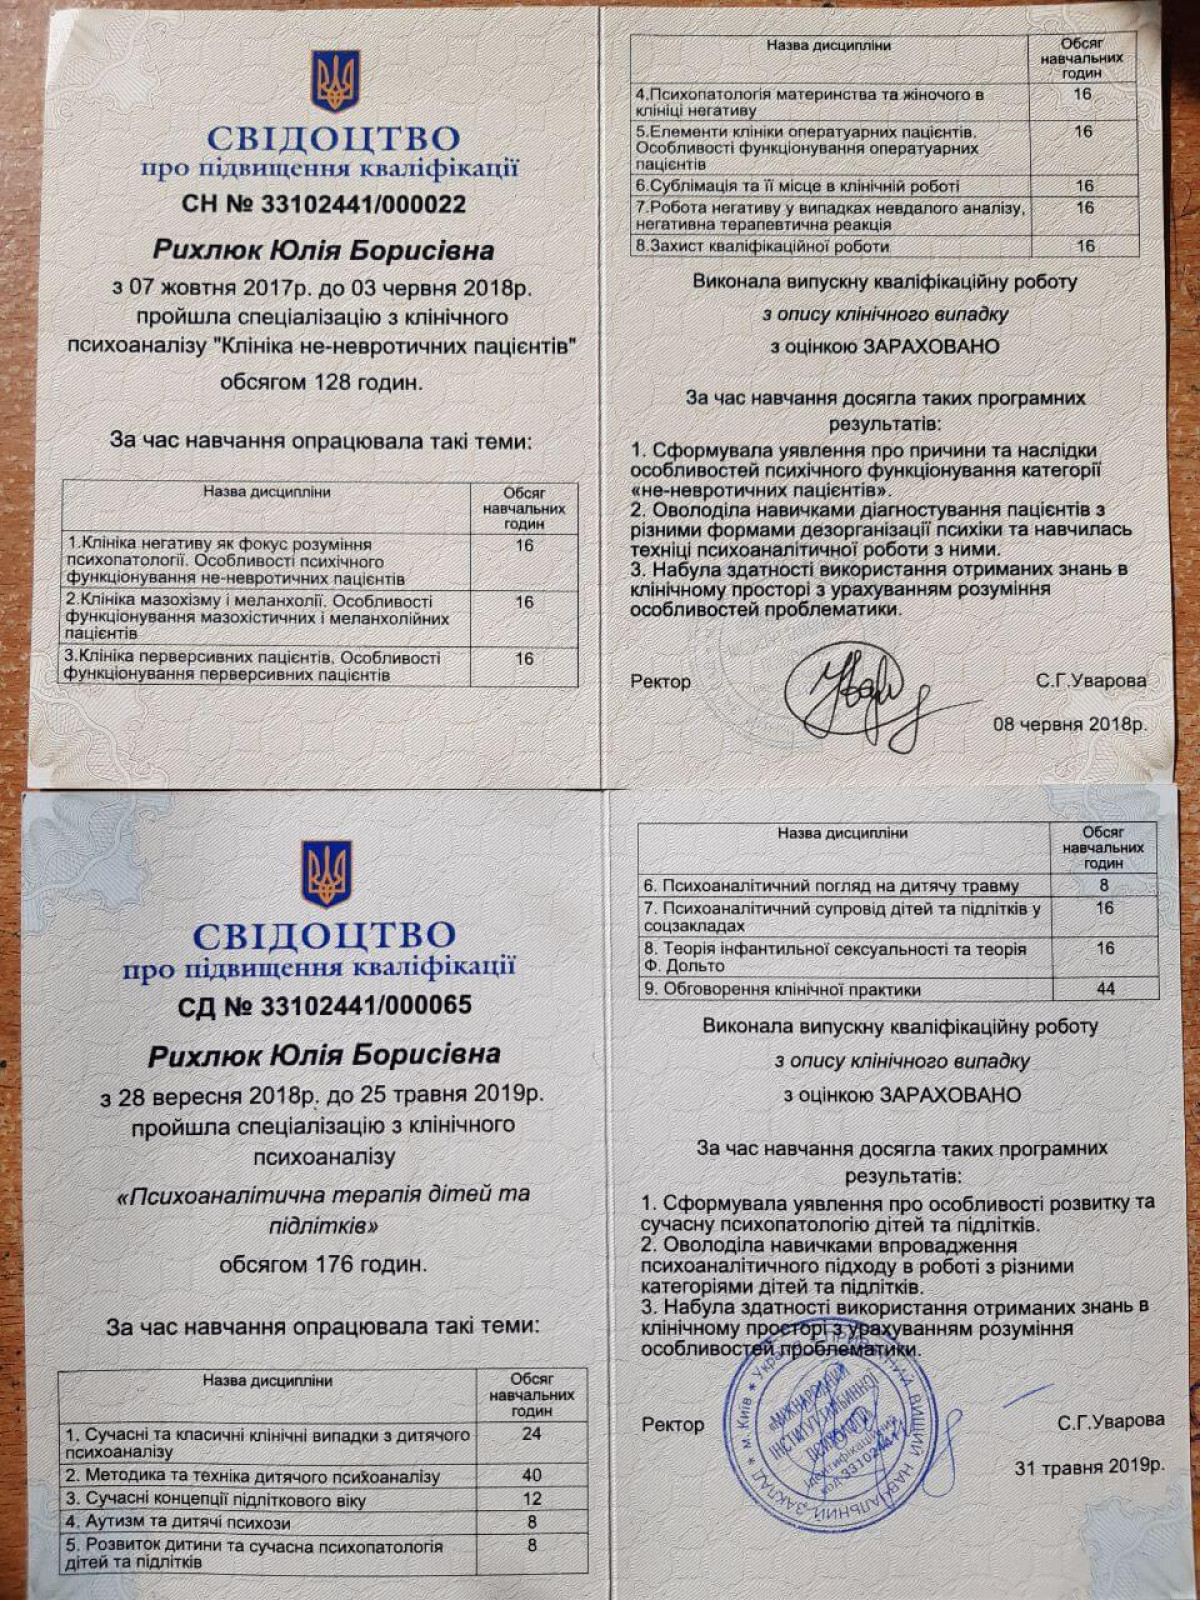 СВІДОЦТВО
про підвищення кваліфікації
СН № 33102441/000022
Рихлюк Юлія Борисівна
з 07 жовтня 2017р. до 03 червня 2018р.
пройшла спеціалізацію з клінічного
психоаналізу "Клініка не-невротичних пацієнтів"
обсягом 128 годин.
За час навчання опрацювала такі теми:
Назва дисципліни
Обсяг
навчальних
годин
1.Клініка негативу як фокус розуміння 16
психопатології. Особливості психічного
функціонування не-невротичних пацієнтів
2.Клініка мазохізму і меланхолії. Особливості 16
функціонування мазохістичних і меланхолійних
пацієнтів
3.Клініка перверсивних пацієнтів. Особливості 16
функціонування перверсивних пацієнтів
Назва дисципліни
Обсяг
навчальних
годин
4.Психопатологія материнства та жіночого в 16
клініці негативу
5.Елементи клініки оператуарних пацієнтів. 16
Особливості функціонування оператуарних
пацієнтів
6.Сублімація та її місце в клінічній роботі 16
7.Робота негативу у випадках невдалого аналізу, 16
негативна терапевтична реакція
8.Захист кваліфікаційної роботи 16
Виконала випускну кваліфікаційну роботу
з опису клінічного випадку
з оцінкою ЗАРАХОВАНО
За час навчання досягла таких програмних
результатів:
1. Сформувала уявлення про причини та наслідки
особливостей психічного функціонування категорії
«не-невротичних пацієнтів».
2. Оволоділа навичками діагностування пацієнтів з
різними формами дезорганізації психіки та навчилась
техніці психоаналітичної роботи з ними.
3. Набула здатності використання отриманих знань в
клінічному просторі з урахуванням розуміння
особливостей проблематики.
Ректор С.Г.Уварова
08 червня 2018р.
СВІДОЦТВО
про підвищення кваліфікації
СД № 33102441/000065
Рихлюк Юлія Борисівна
з 28 вересня 2018р. до 25 травня 2019р.
пройшла спеціалізацію з клінічного
психоаналізу
«Психоаналітична терапія дітей та
підлітків»
обсягом 176 годин.
За час навчання опрацювала такі теми:
Назва дисципліни
Обсяг
навчальних
годин
1. Сучасні та класичні клінічні випадки з дитячого 24
психоаналізу
2. Методика та техніка дитячого психоаналізу 40
3. Сучасні концепції підліткового віку 12
4. Аутизм та дитячі психози 8
5. Розвиток дитини та сучасна психопатологія 8
дітей та підлітків
Назва дисципліни
Обсяг
навчальних
годин
6. Психоаналітичний погляд на дитячу травму 8
7. Психоаналітичний супровід дітей та підлітків у 16
соцзакладах
8. Теорія інфантильної сексуальності та теорія 16
Ф. Дольто
9. Обговорення клінічної практики 44
Виконала випускну кваліфікаційну роботу
з опису клінічного випадку
з оцінкою ЗАРАХОВАНО
За час навчання досягла таких програмних
результатів:
1. Сформувала уявлення про особливості розвитку та
сучасну психопатологію дітей та підлітків.
2. Оволоділа навичками впровадження
психоаналітичного підходу в роботі з різними
категоріями дітей та підлітків.
3. Набула здатності використання отриманих знань в
клінічному просторі з урахуванням розуміння
особливостей проблематики.
Ректор С.Г.Уварова
31 травня 2019р.
м. Київ * Україна * ПРИВАТНИЙ ВИЩИЙ НАВЧАЛЬНИЙ ЗАКЛАД *
«МІЖНАРОДНИЙ
ІНСТИТУТ ГЛИБИННОЇ
ПСИХОЛОГІЇ»
ідентифікаційний
код 33102441